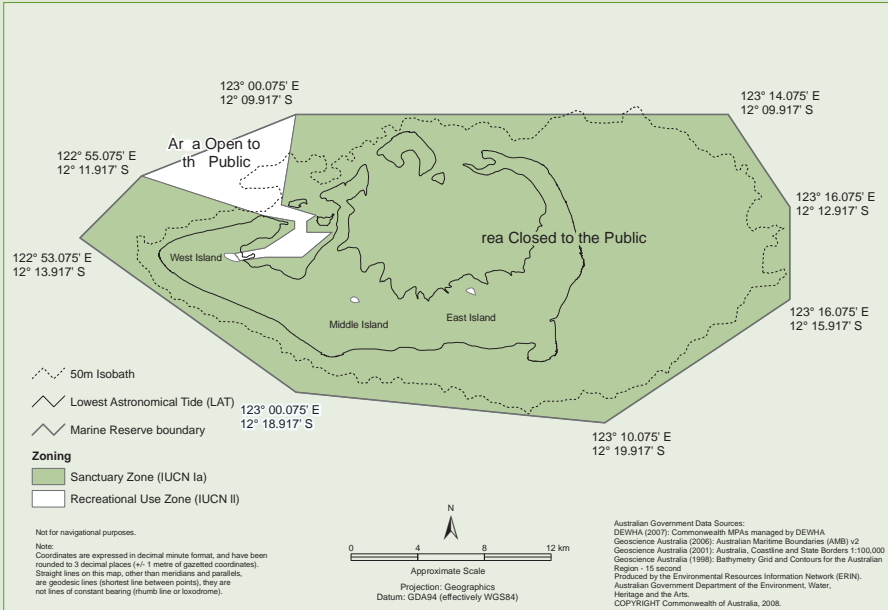 123° 00.075' E
12° 09.917' S
123° 14.075' E
12° 09.917' S
Ar a Open to
th Public
122° 55.075' E
12° 11.917' S
123° 16.075' E
12° 12.917' S
rea Closed to the Public
West Island
122° 53.075' E
12° 13.917' S
Middle Island
East Island
123° 16.075' E
12° 15.917' S
50m Isobath
Lowest Astronomical Tide (LAT)
123° 00.075' E
12° 18.917' S
Marine Reserve boundary
123° 10.075' E
12° 19.917' S
Zoning
Sanctuary Zone (IUCN Ia)
Recreational Use Zone (IUCN II)
Not for navigational purposes.
Note:
Coordinates are expressed in decimal minute format, and have been
rounded to 3 decimal places (+/- 1 metre of gazetted coordinates).
Straight lines on this map, other than meridians and parallels,
are geodesic lines (shortest line between points), they are
not lines of constant bearing (rhumb line or loxodrome).
N
0 4 8 12 km
Approximate Scale
Projection: Geographics
Datum: GDA94 (effectively WGS84)
Australian Government Data Sources:
DEWHA (2007): Commonwealth MPAs managed by DEWHA
Geoscience Australia (2006): Australian Maritime Boundaries (AMB) v2
Geoscience Australia (2001): Australia, Coastline and State Borders 1:100,000
Geoscience Australia (1998): Bathymetry Grid and Contours for the Australian
Region - 15 second
Produced by the Environmental Resources Information Network (ERIN).
Australian Government Department of the Environment, Water,
Heritage and the Arts.
COPYRIGHT Commonwealth of Australia, 2008.